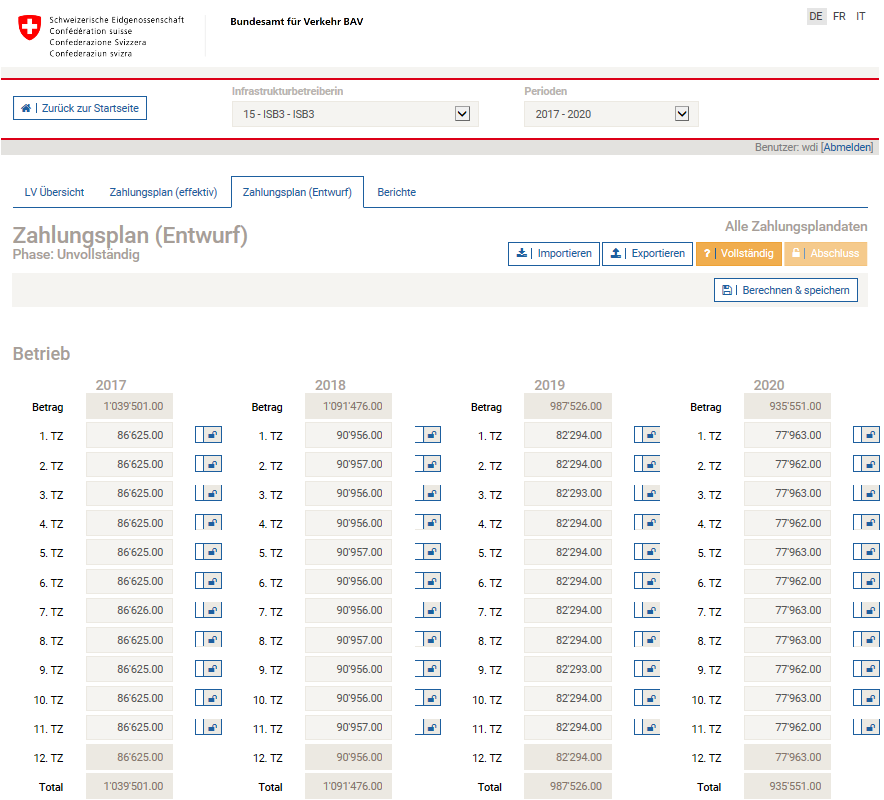 Schweizerische Eidgenossenschaft
Confédération suisse
Confederazione Svizzera
Confederaziun svizra
Bundesamt für Verkehr BAV
DE FR IT
Zurück zur Startseite
Infrastrukturbetreiberin
15 - ISB3 - ISB3
Perioden
2017 - 2020
Benutzer: wdi [Abmelden]
LV Übersicht Zahlungsplan (effektiv) Zahlungsplan (Entwurf) Berichte
Zahlungsplan (Entwurf)
Phase: Unvollständig
Alle Zahlungsplandaten
Importieren Exportieren ? Vollständig Abschluss
Berechnen & speichern
Betrieb
2017 2018 2019 2020
Betrag 1'039'501.00 Betrag 1'091'476.00 Betrag 987'526.00 Betrag 935'551.00
1. TZ 86'625.00 1. TZ 90'956.00 1. TZ 82'294.00 1. TZ 77'963.00
2. TZ 86'625.00 2. TZ 90'957.00 2. TZ 82'294.00 2. TZ 77'962.00
3. TZ 86'625.00 3. TZ 90'956.00 3. TZ 82'293.00 3. TZ 77'963.00
4. TZ 86'625.00 4. TZ 90'956.00 4. TZ 82'294.00 4. TZ 77'962.00
5. TZ 86'625.00 5. TZ 90'957.00 5. TZ 82'294.00 5. TZ 77'963.00
6. TZ 86'625.00 6. TZ 90'956.00 6. TZ 82'294.00 6. TZ 77'962.00
7. TZ 86'626.00 7. TZ 90'956.00 7. TZ 82'294.00 7. TZ 77'963.00
8. TZ 86'625.00 8. TZ 90'957.00 8. TZ 82'294.00 8. TZ 77'963.00
9. TZ 86'625.00 9. TZ 90'956.00 9. TZ 82'293.00 9. TZ 77'962.00
10. TZ 86'625.00 10. TZ 90'956.00 10. TZ 82'294.00 10. TZ 77'963.00
11. TZ 86'625.00 11. TZ 90'957.00 11. TZ 82'294.00 11. TZ 77'962.00
12. TZ 86'625.00 12. TZ 90'956.00 12. TZ 82'294.00 12. TZ 77'963.00
Total 1'039'501.00 Total 1'091'476.00 Total 987'526.00 Total 935'551.00